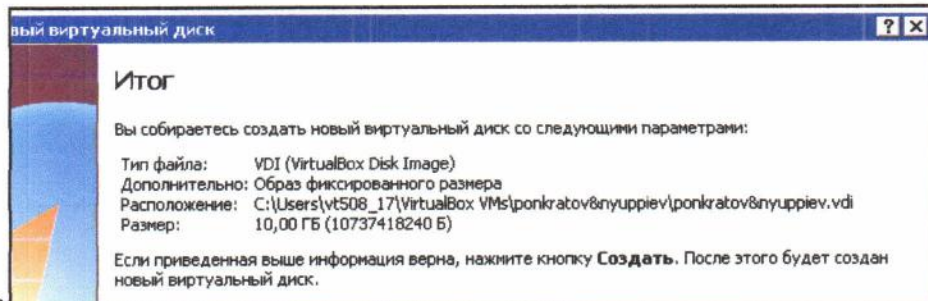 вый виртуальный диск
Итог
Вы собираетесь создать новый виртуальный диск со следующими параметрами:
Тип файла: VDI (VirtualBox Disk Image)
Дополнительно: Образ фиксированного размера
Расположение: C:\Users\vt508_17\VirtualBox VMs\ponkratov&nyuppiev\ponkratov&nyuppiev.vdi
Размер: 10,00 ГБ (10737418240 Б)
Если приведенная выше информация верна, нажмите кнопку Создать. После этого будет создан
новый виртуальный диск.